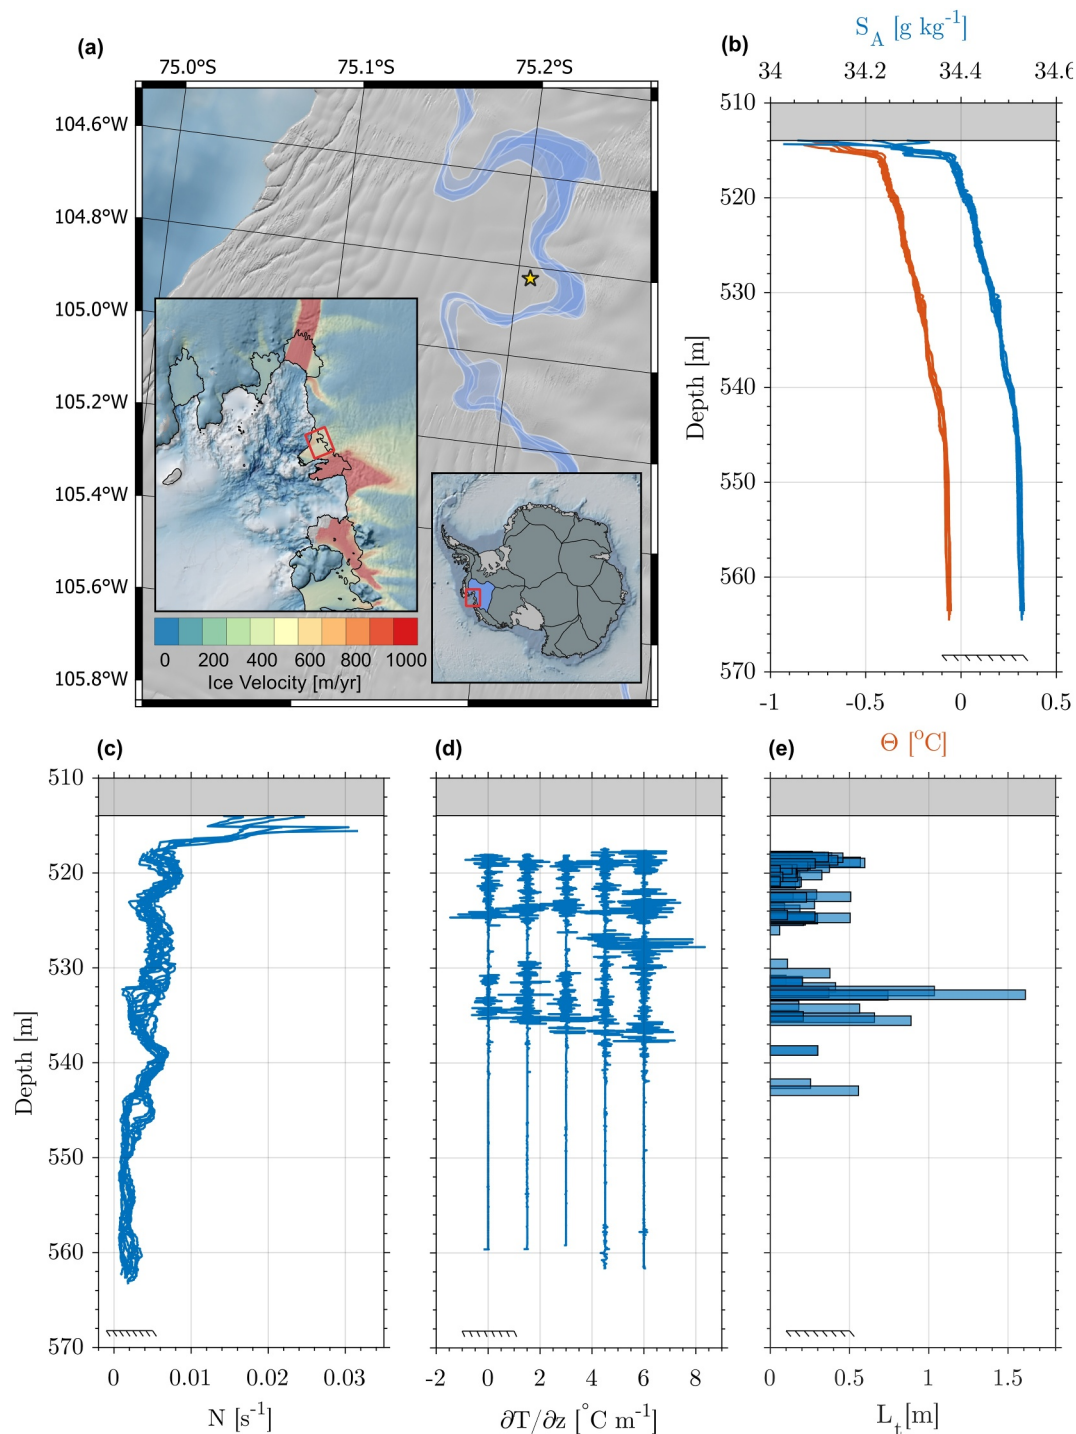 (a)
75.0°S 75.1°S 75.2°S
104.6°W
104.8°W
105.0°W
105.2°W
105.4°W
105.6°W
105.8°W
0 200 400 600 800 1000
Ice Velocity [m/yr]
(b)
S_A [g kg⁻¹]
34 34.2 34.4 34.6
510
520
530
540
550
560
570
Depth [m]
-1 -0.5 0 0.5
Θ [°C]
(c)
510
520
530
540
550
560
570
Depth [m]
0 0.01 0.02 0.03
N [s⁻¹]
(d)
-2 0 2 4 6 8
∂T/∂z [°C m⁻¹]
(e)
0 0.5 1 1.5
L_t[m]